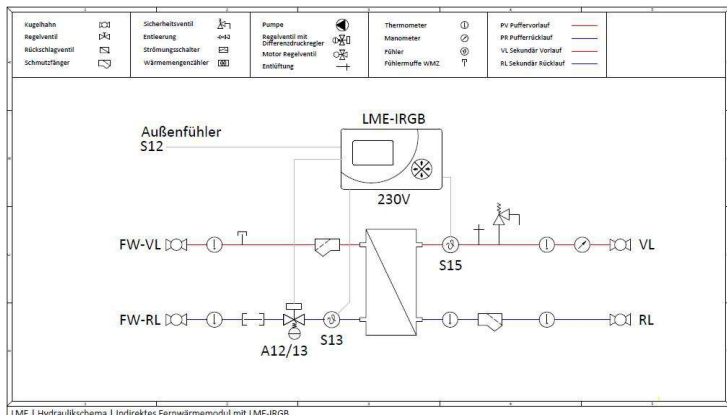 Kugelhahn
Regelventil
Rückschlagventil
Schmutzfänger
Sicherheitsventil
Entleerung
Strömungsschalter
Wärmemengenzähler
Pumpe
Regelventil mit
Differenzdruckregler
Motor Regelventil
Entlüftung
Thermometer
Manometer
Fühler
Fühlermuffe WMZ
PV Puffervorlauf
PR Pufferrücklauf
VL Sekundär Vorlauf
RL Sekundär Rücklauf
LME-IRGB
Außenfühler
S12
230V
FW-VL
VL
S15
FW-RL
RL
A12/13
S13
LME | Hydraulikschema | Indirektes Fernwärmemodul mit LME-IRGB